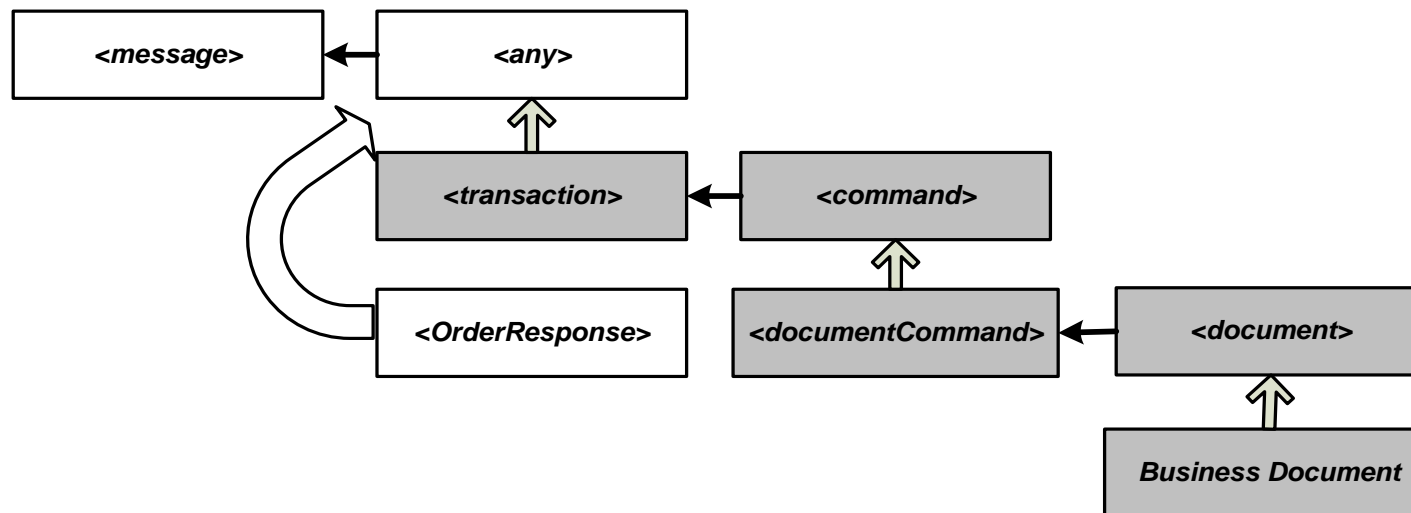 <message>
<any>
<transaction>
<command>
<OrderResponse>
<documentCommand>
<document>
Business Document